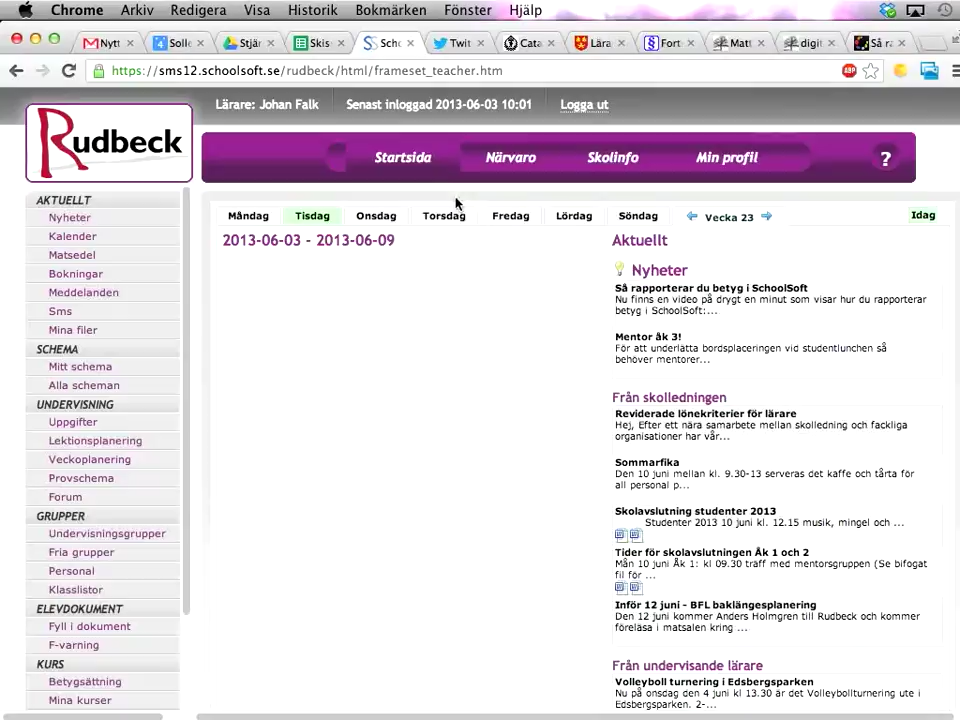 Chrome Arkiv Redigera Visa Historik Bokmärken Fönster Hjälp
Nytt Solle Stjär Skis Scho Twit Cata Lära Fort Matt digit Så ra
https://sms12.schoolsoft.se/rudbeck/html/frameset_teacher.htm
ABP
Lärare: Johan Falk Senast inloggad 2013-06-03 10:01 Logga ut
Rudbeck
Startsida Närvaro Skolinfo Min profil ?
AKTUELLT
Nyheter
Kalender
Matsedel
Bokningar
Meddelanden
Sms
Mina filer
SCHEMA
Mitt schema
Alla scheman
UNDERVISNING
Uppgifter
Lektionsplanering
Veckoplanering
Provschema
Forum
GRUPPER
Undervisningsgrupper
Fria grupper
Personal
Klasslistor
ELEVDOKUMENT
Fyll i dokument
F-varning
KURS
Betygsättning
Mina kurser
Måndag Tisdag Onsdag Torsdag Fredag Lördag Söndag Vecka 23 Idag
2013-06-03 - 2013-06-09
Aktuellt
Nyheter
Så rapporterar du betyg i SchoolSoft
Nu finns en video på drygt en minut som visar hur du rapporterar
betyg i SchoolSoft:...
Mentor åk 3!
För att underlätta bordsplaceringen vid studentlunchen så
behöver mentorer...
Från skolledningen
Reviderade lönekriterier för lärare
Hej, Efter ett nära samarbete mellan skolledning och fackliga
organisationer har vår...
Sommarfika
Den 10 juni mellan kl. 9.30-13 serveras det kaffe och tårta för
all personal p...
Skolavslutning studenter 2013
Studenter 2013 10 juni kl. 12.15 musik, mingel och ...
Tider för skolavslutningen Åk 1 och 2
Mån 10 juni Åk 1: kl 09.30 träff med mentorsgruppen (Se bifogat
fil för ...
Inför 12 juni - BFL baklängesplanering
Den 12 juni kommer Anders Holmgren till Rudbeck och kommer
föreläsa i matsalen kring ...
Från undervisande lärare
Volleyboll turnering i Edsbergsparken
Nu på onsdag den 4 juni kl 13.30 är det Volleybollturnering ute i
Edsbergsparken. 2-...